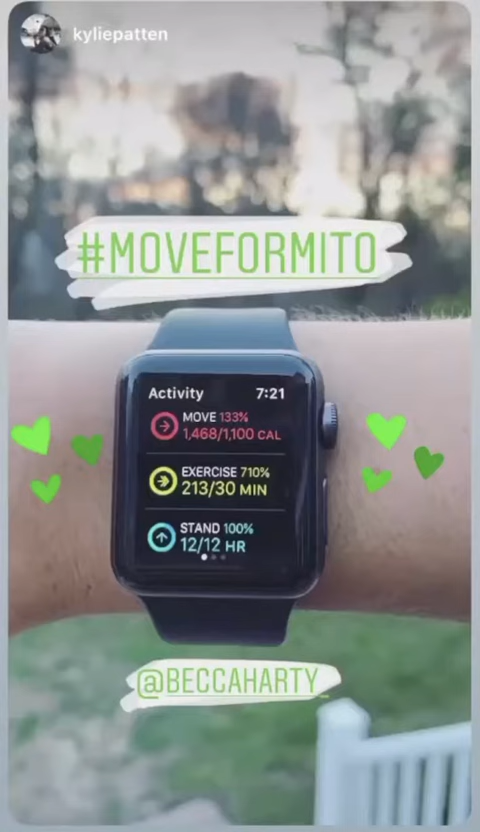 kyliepatten
#MOVEFORMITO
Activity 7:21
MOVE 133%
1,468/1,100 CAL
EXERCISE 710%
213/30 MIN
STAND 100%
12/12 HR
@BECCAHARTY_